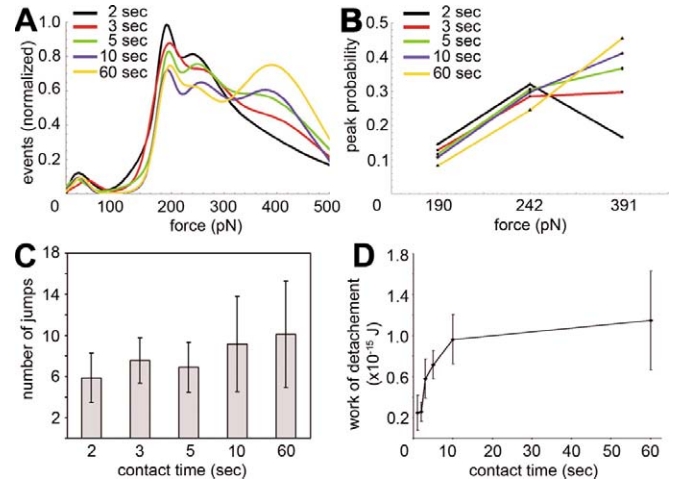 A
2 sec
3 sec
5 sec
10 sec
60 sec
events (normalized)
1.0
0.8
0.6
0.4
0.2
0
100
200
300
400
500
force (pN)
B
2 sec
3 sec
5 sec
10 sec
60 sec
peak probability
0.5
0.4
0.3
0.2
0.1
0
190
242
391
force (pN)
C
number of jumps
18
14
10
6
2
2
3
5
10
60
contact time (sec)
D
work of detachement
(x10⁻¹⁵ J)
1.8
1.4
1.0
0.6
0.2
0
10
20
30
40
50
60
contact time (sec)